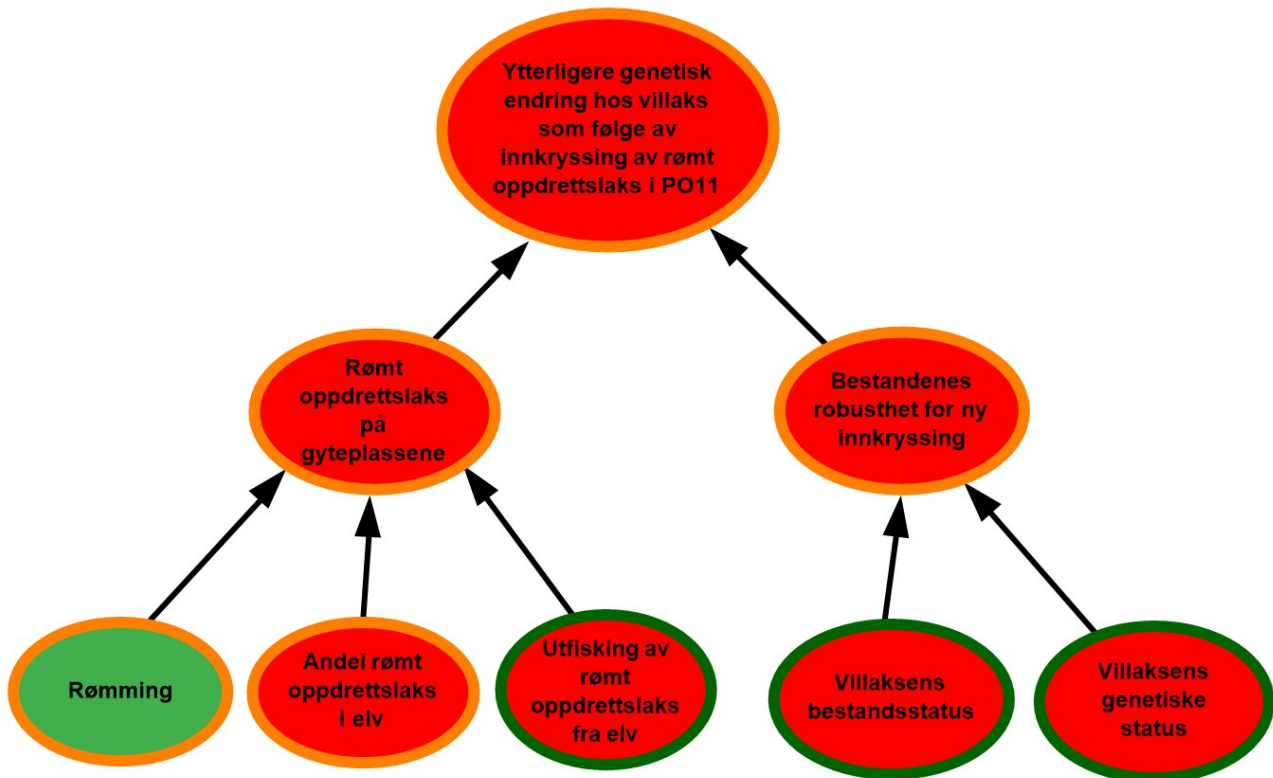 Ytterligere genetisk
endring hos villaks
som følge av
innkryssing av rømt
oppdrettslaks i PO11
Rømt
oppdrettslaks
på
gyteplassene
Bestandenes
robusthet for ny
innkryssing
Rømming
Andel rømt
oppdrettslaks
i elv
Utfisking av
rømt
oppdrettslaks
fra elv
Villaksens
bestandsstatus
Villaksens
genetiske
status